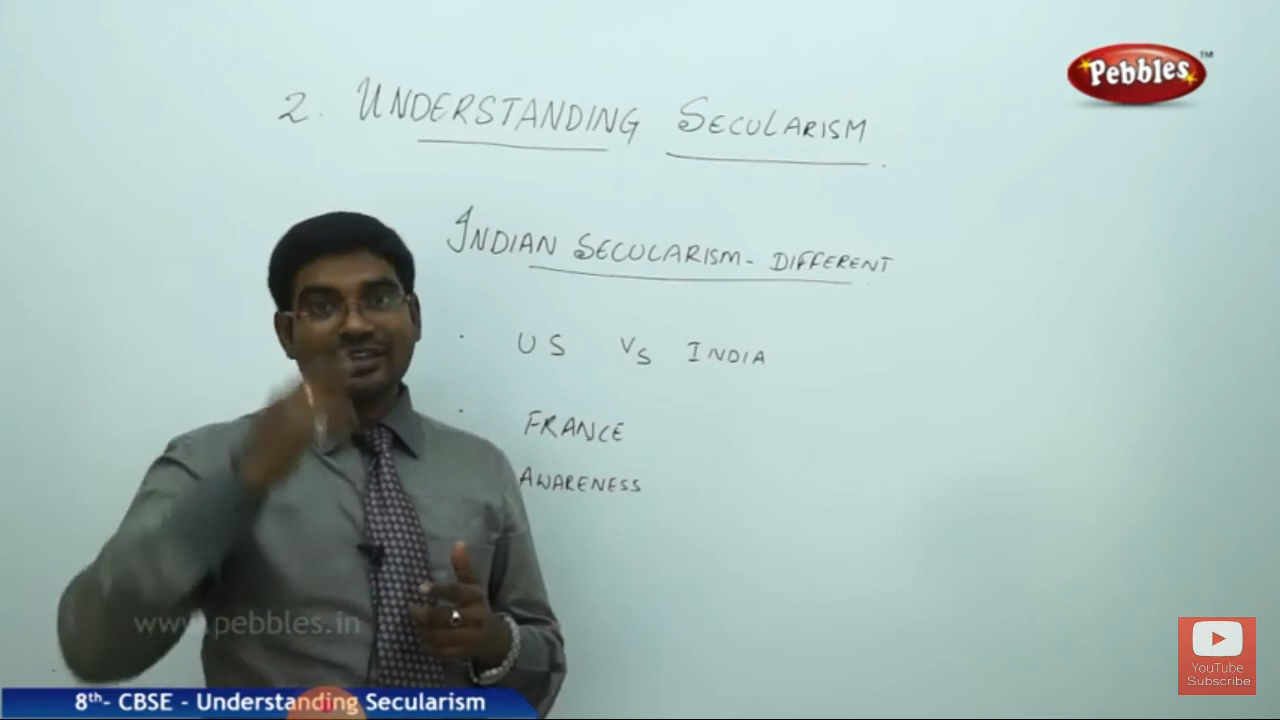 Pebbles™
2. UNDERSTANDING SECULARISM
INDIAN SECULARISM - DIFFERENT
· US VS INDIA
· FRANCE
AWARENESS
www.pebbles.in
8th- CBSE - Understanding Secularism
YouTube
Subscribe